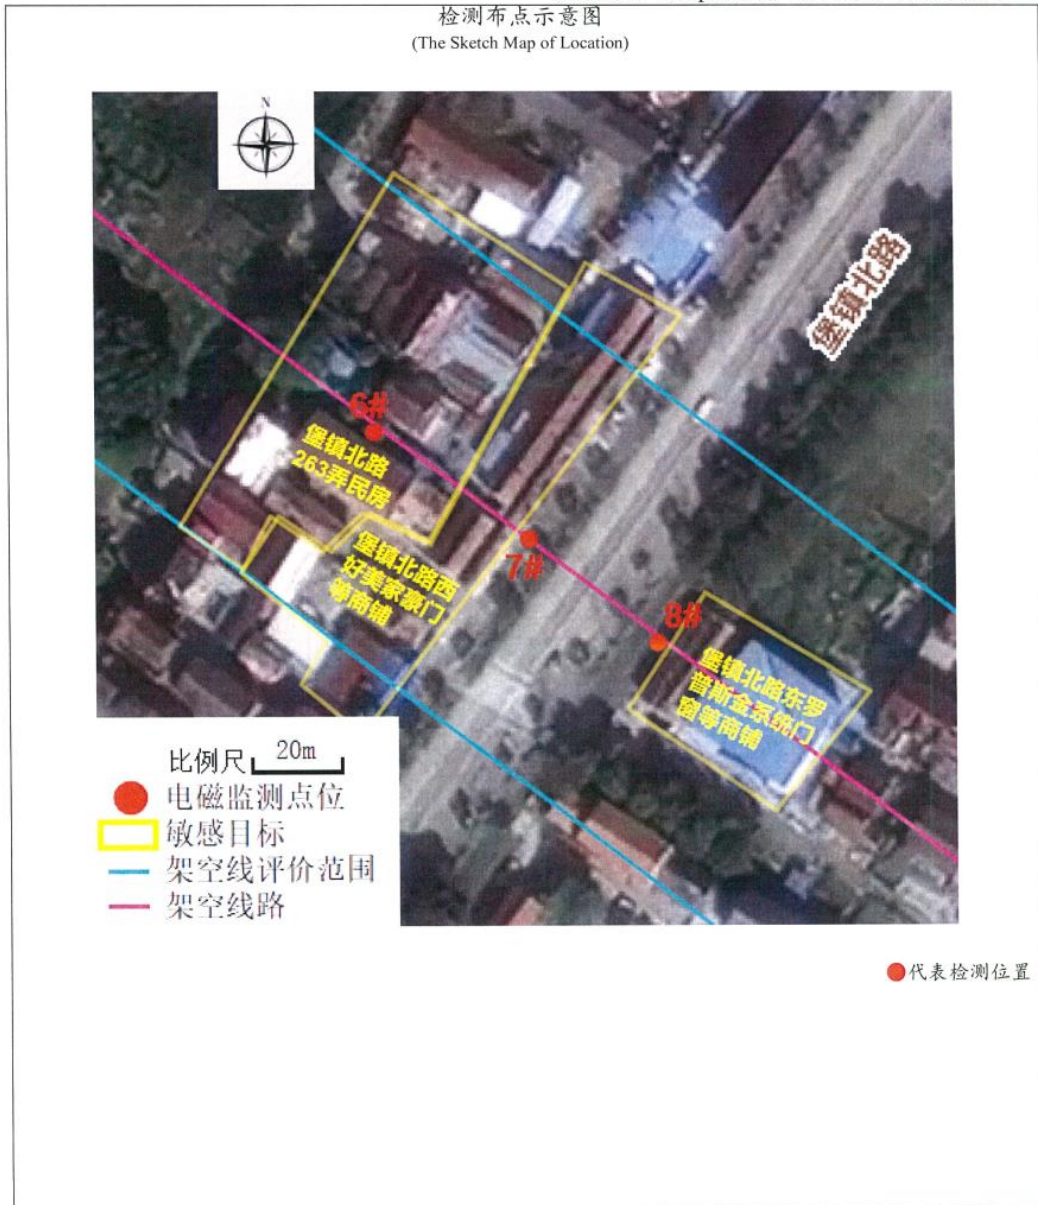 检测布点示意图
(The Sketch Map of Location)
N
堡镇北路
6#
堡镇北路
263弄民房
7#
堡镇北路西
好美家豪门
等商铺
8#
堡镇北路东罗
普斯金系统门
窗等商铺
比例尺 20m
电磁监测点位
敏感目标
架空线评价范围
架空线路
代表检测位置